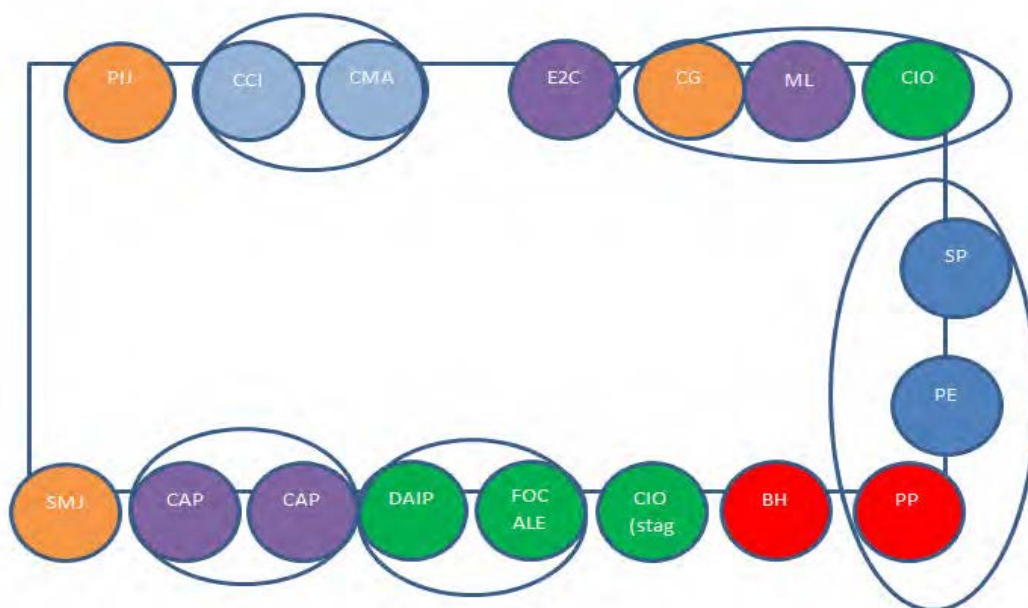 PIJ
CCI
CMA
E2C
CG
ML
CIO
SP
PE
SMJ
CAP
CAP
DAIP
FOC
ALE
CIO
(stag
BH
PP